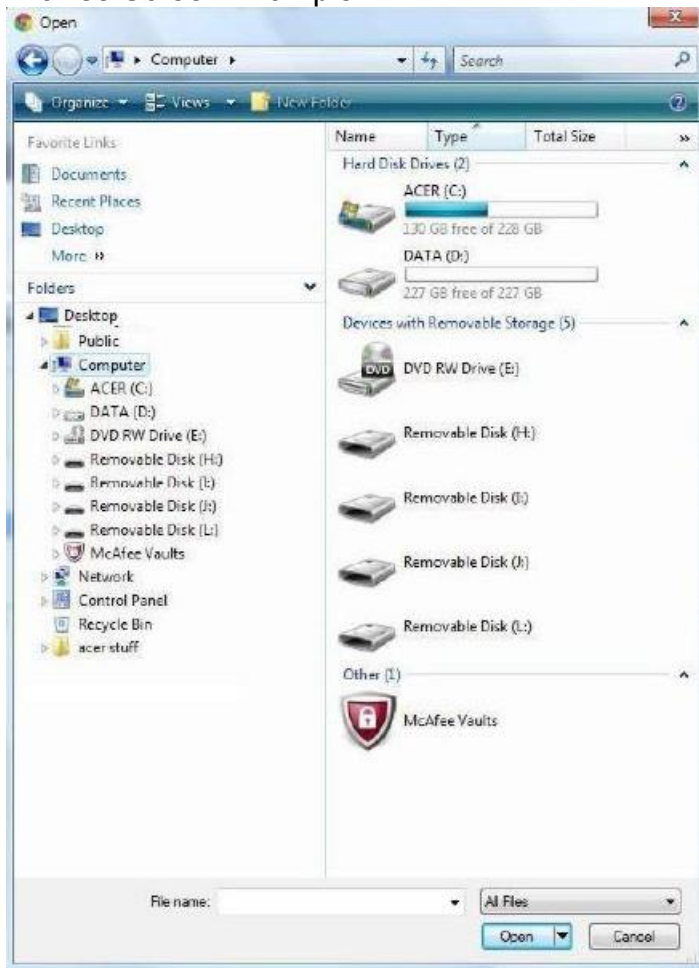 Open
Computer
Search
Organize Views New Folder
Favorite Links
Documents
Recent Places
Desktop
More »
Folders
Desktop
Public
Computer
ACER (C:)
DATA (D:)
DVD RW Drive (E:)
Removable Disk (H:)
Removable Disk (I:)
Removable Disk (J:)
Removable Disk (L:)
McAfee Vaults
Network
Control Panel
Recycle Bin
acer stuff
Name Type Total Size »
Hard Disk Drives (2)
ACER (C:)
130 GB free of 228 GB
DATA (D:)
227 GB free of 227 GB
Devices with Removable Storage (5)
DVD
DVD RW Drive (E:)
Removable Disk (H:)
Removable Disk (I:)
Removable Disk (J:)
Removable Disk (L:)
Other (1)
McAfee Vaults
File name: All Files
Open Cancel